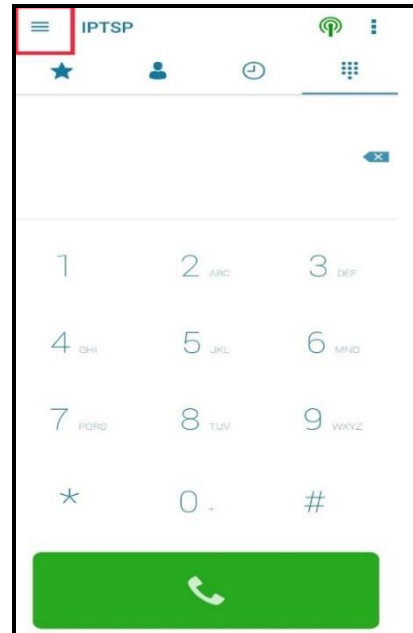 IPTSP
1 2 ABC 3 DEF
4 GHI 5 JKL 6 MNO
7 PQRS 8 TUV 9 WXYZ
* 0 + #